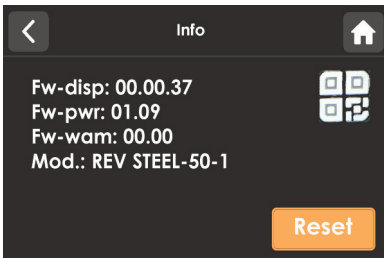 Info
Fw-disp: 00.00.37
Fw-pwr: 01.09
Fw-wam: 00.00
Mod.: REV STEEL-50-1
Reset